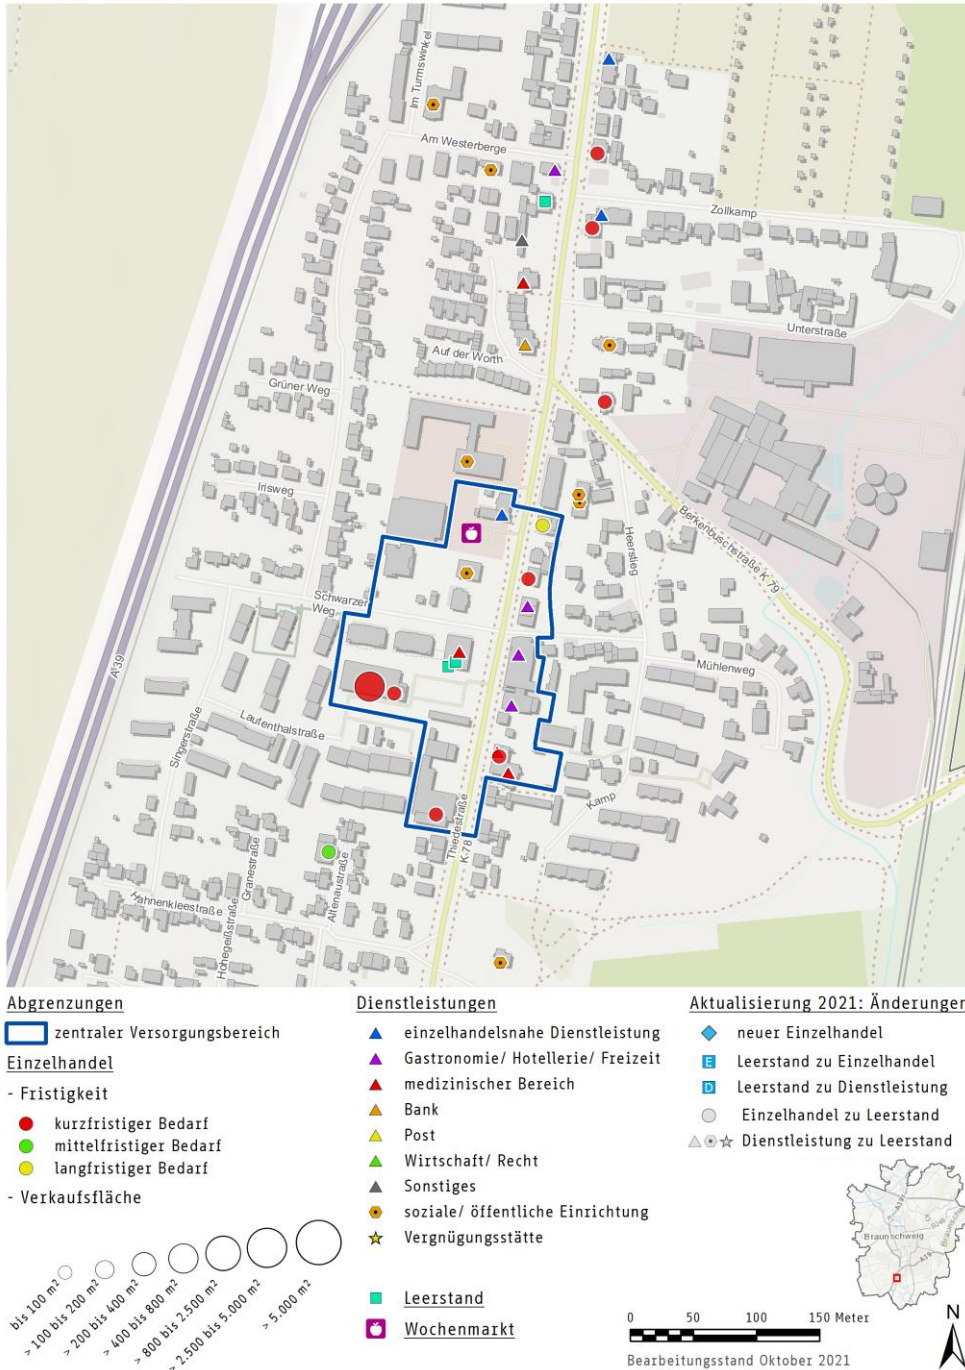 Im Turmswinkel
Am Westerberge
Zollkamp
Unterstraße
Auf der Worth
Grüner Weg
Irisweg
Berkenbuschstraße K 79
Heerstieg
Schwarzer
Weg
Mühlenweg
A 39
Lautenthalstraße
Singerstraße
Kamp
Thiedestraße
K 78
Granestraße
Altenaustraße
Hahnenkleestraße
Hohegeißstraße
Abgrenzungen
zentraler Versorgungsbereich
Einzelhandel
- Fristigkeit
kurzfristiger Bedarf
mittelfristiger Bedarf
langfristiger Bedarf
- Verkaufsfläche
bis 100 m²
> 100 bis 200 m²
> 200 bis 400 m²
> 400 bis 800 m²
> 800 bis 2.500 m²
> 2.500 bis 5.000 m²
> 5.000 m²
Dienstleistungen
einzelhandelsnahe Dienstleistung
Gastronomie/ Hotellerie/ Freizeit
medizinischer Bereich
Bank
Post
Wirtschaft/ Recht
Sonstiges
soziale/ öffentliche Einrichtung
Vergnügungsstätte
Leerstand
Wochenmarkt
Aktualisierung 2021: Änderungen
neuer Einzelhandel
E Leerstand zu Einzelhandel
D Leerstand zu Dienstleistung
Einzelhandel zu Leerstand
Dienstleistung zu Leerstand
Braunschweig
N
0 50 100 150 Meter
Bearbeitungsstand Oktober 2021